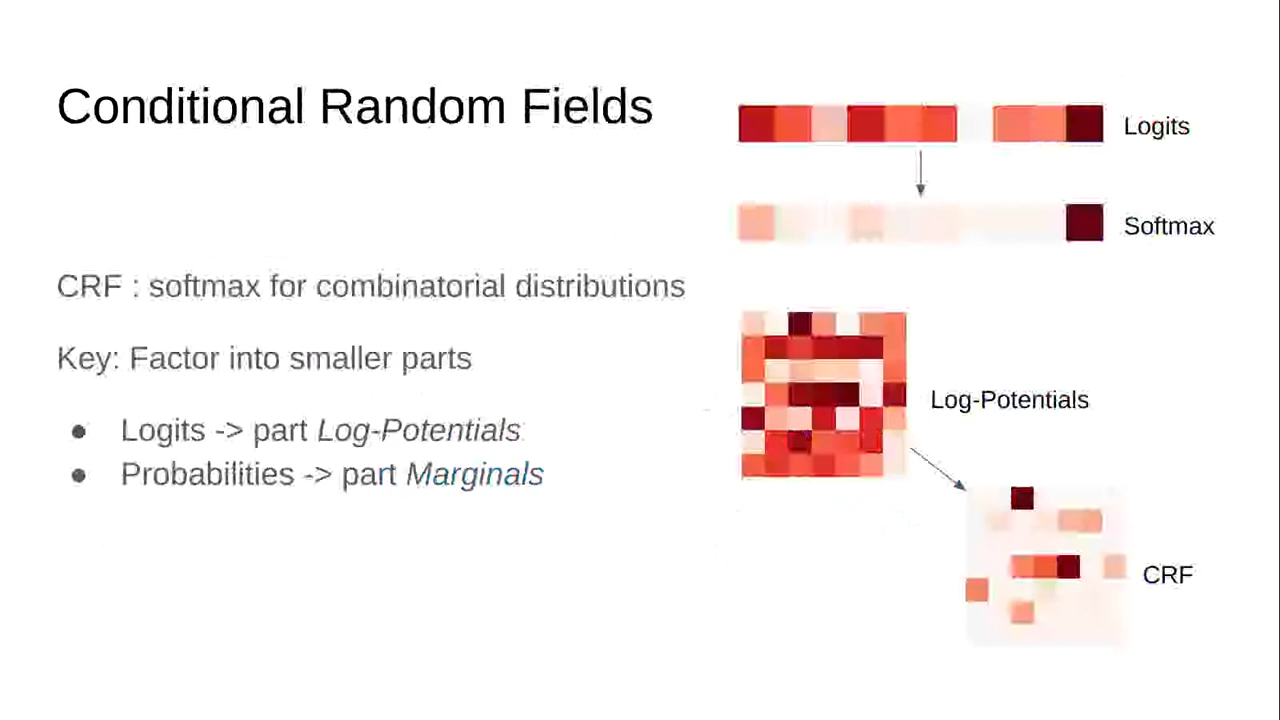 Conditional Random Fields
CRF : softmax for combinatorial distributions
Key: Factor into smaller parts
● Logits -> part Log-Potentials
● Probabilities -> part Marginals
Logits
Softmax
Log-Potentials
CRF